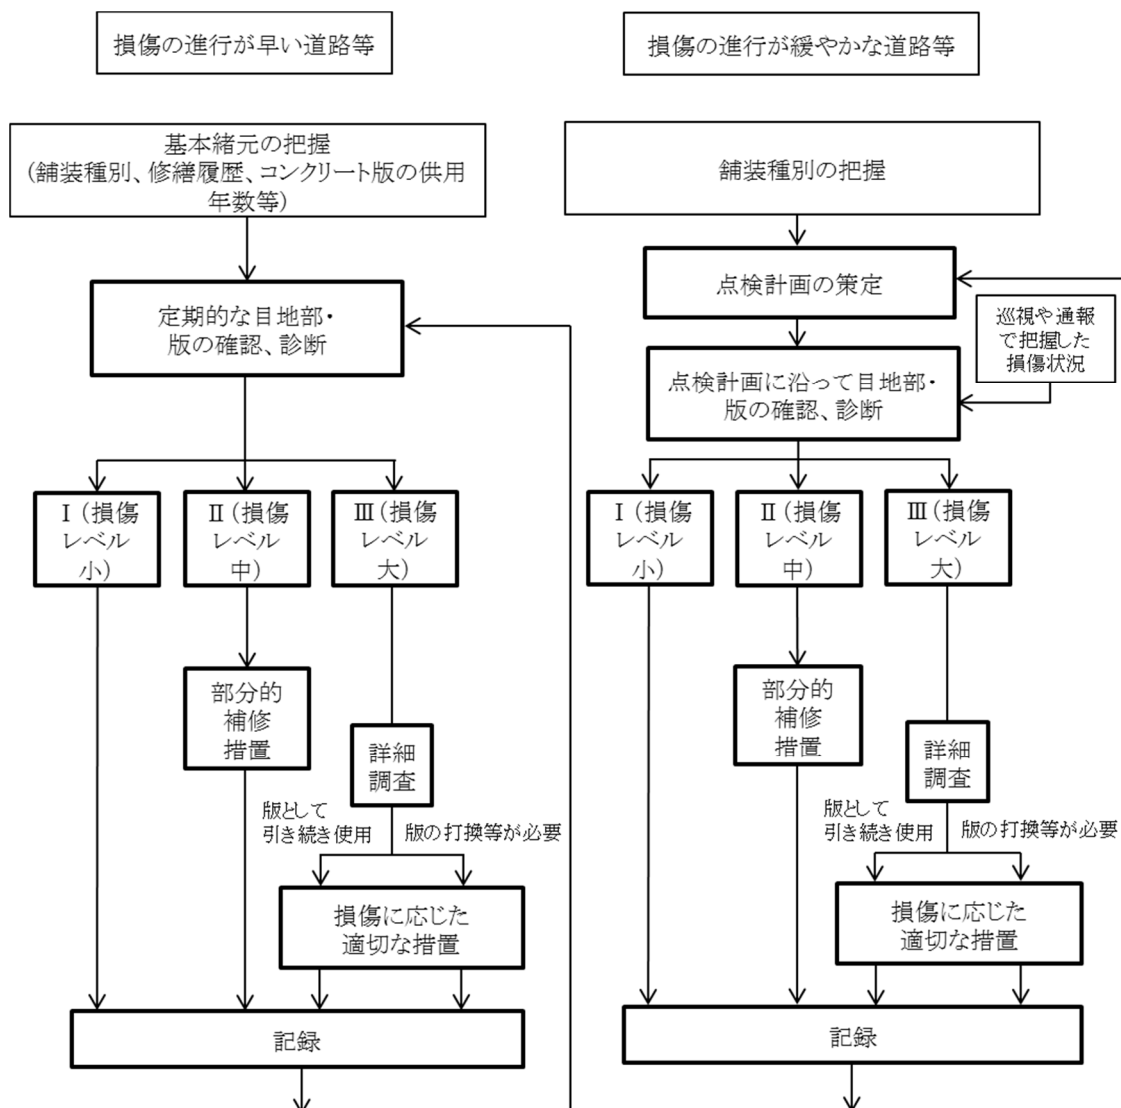 損傷の進行が早い道路等
基本緒元の把握
(舗装種別、修繕履歴、コンクリート版の供用
年数等)
定期的な目地部・
版の確認、診断
Ⅰ(損傷
レベル
小)
Ⅱ(損傷
レベル
中)
Ⅲ(損傷
レベル
大)
部分的
補修
措置
詳細
調査
版として
引き続き使用
版の打換等が必要
損傷に応じた
適切な措置
記録
損傷の進行が緩やかな道路等
舗装種別の把握
点検計画の策定
巡視や通報
で把握した
損傷状況
点検計画に沿って目地部・
版の確認、診断
Ⅰ(損傷
レベル
小)
Ⅱ(損傷
レベル
中)
Ⅲ(損傷
レベル
大)
部分的
補修
措置
詳細
調査
版として
引き続き使用
版の打換等が必要
損傷に応じた
適切な措置
記録